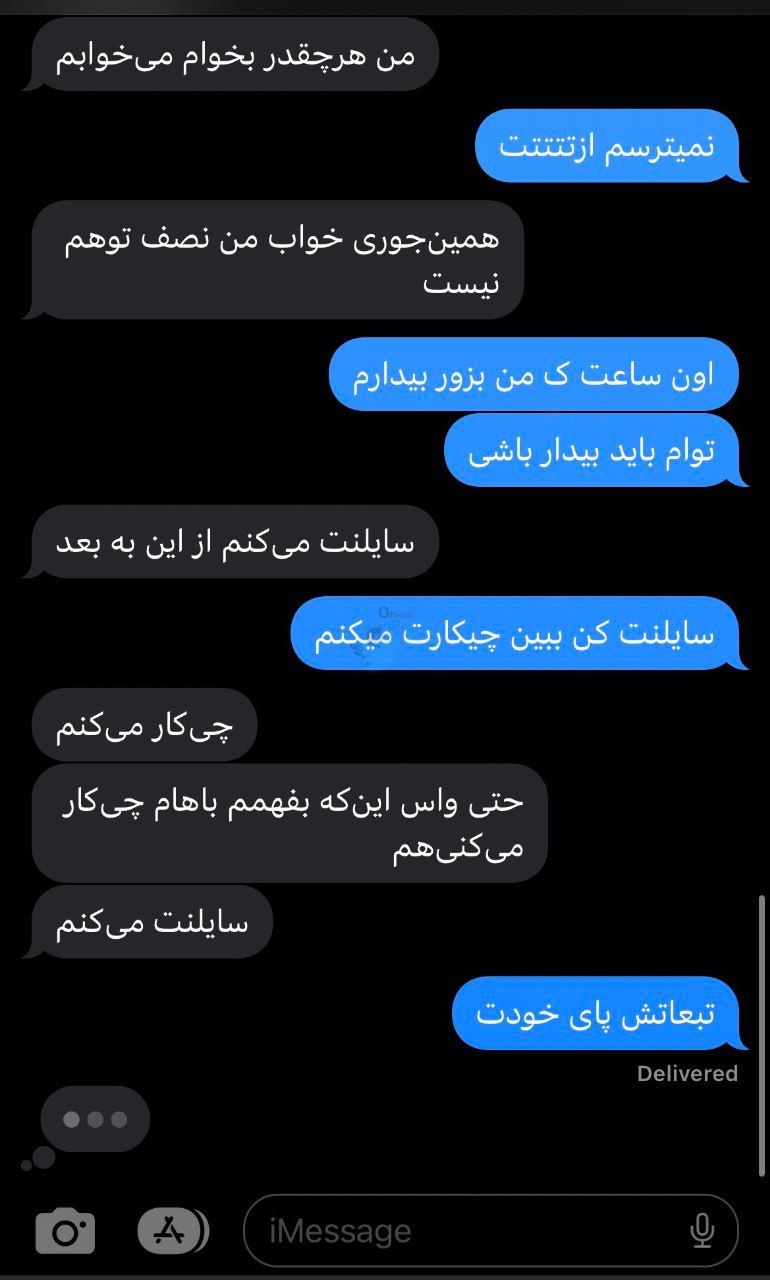 من هرچقدر بخوام می‌خوابم
نمیترسم ازتتتتت
همین‌جوری خواب من نصف توهم
نیست
اون ساعت ک من بزور بیدارم
توام باید بیدار باشی
سایلنت می‌کنم از این به بعد
سایلنت کن ببین چیکارت میکنم
Official
چی‌کار می‌کنم
حتی واس این‌که بفهمم باهام چی‌کار
می‌کنی‌هم
سایلنت می‌کنم
تبعاتش پای خودت
Delivered
iMessage